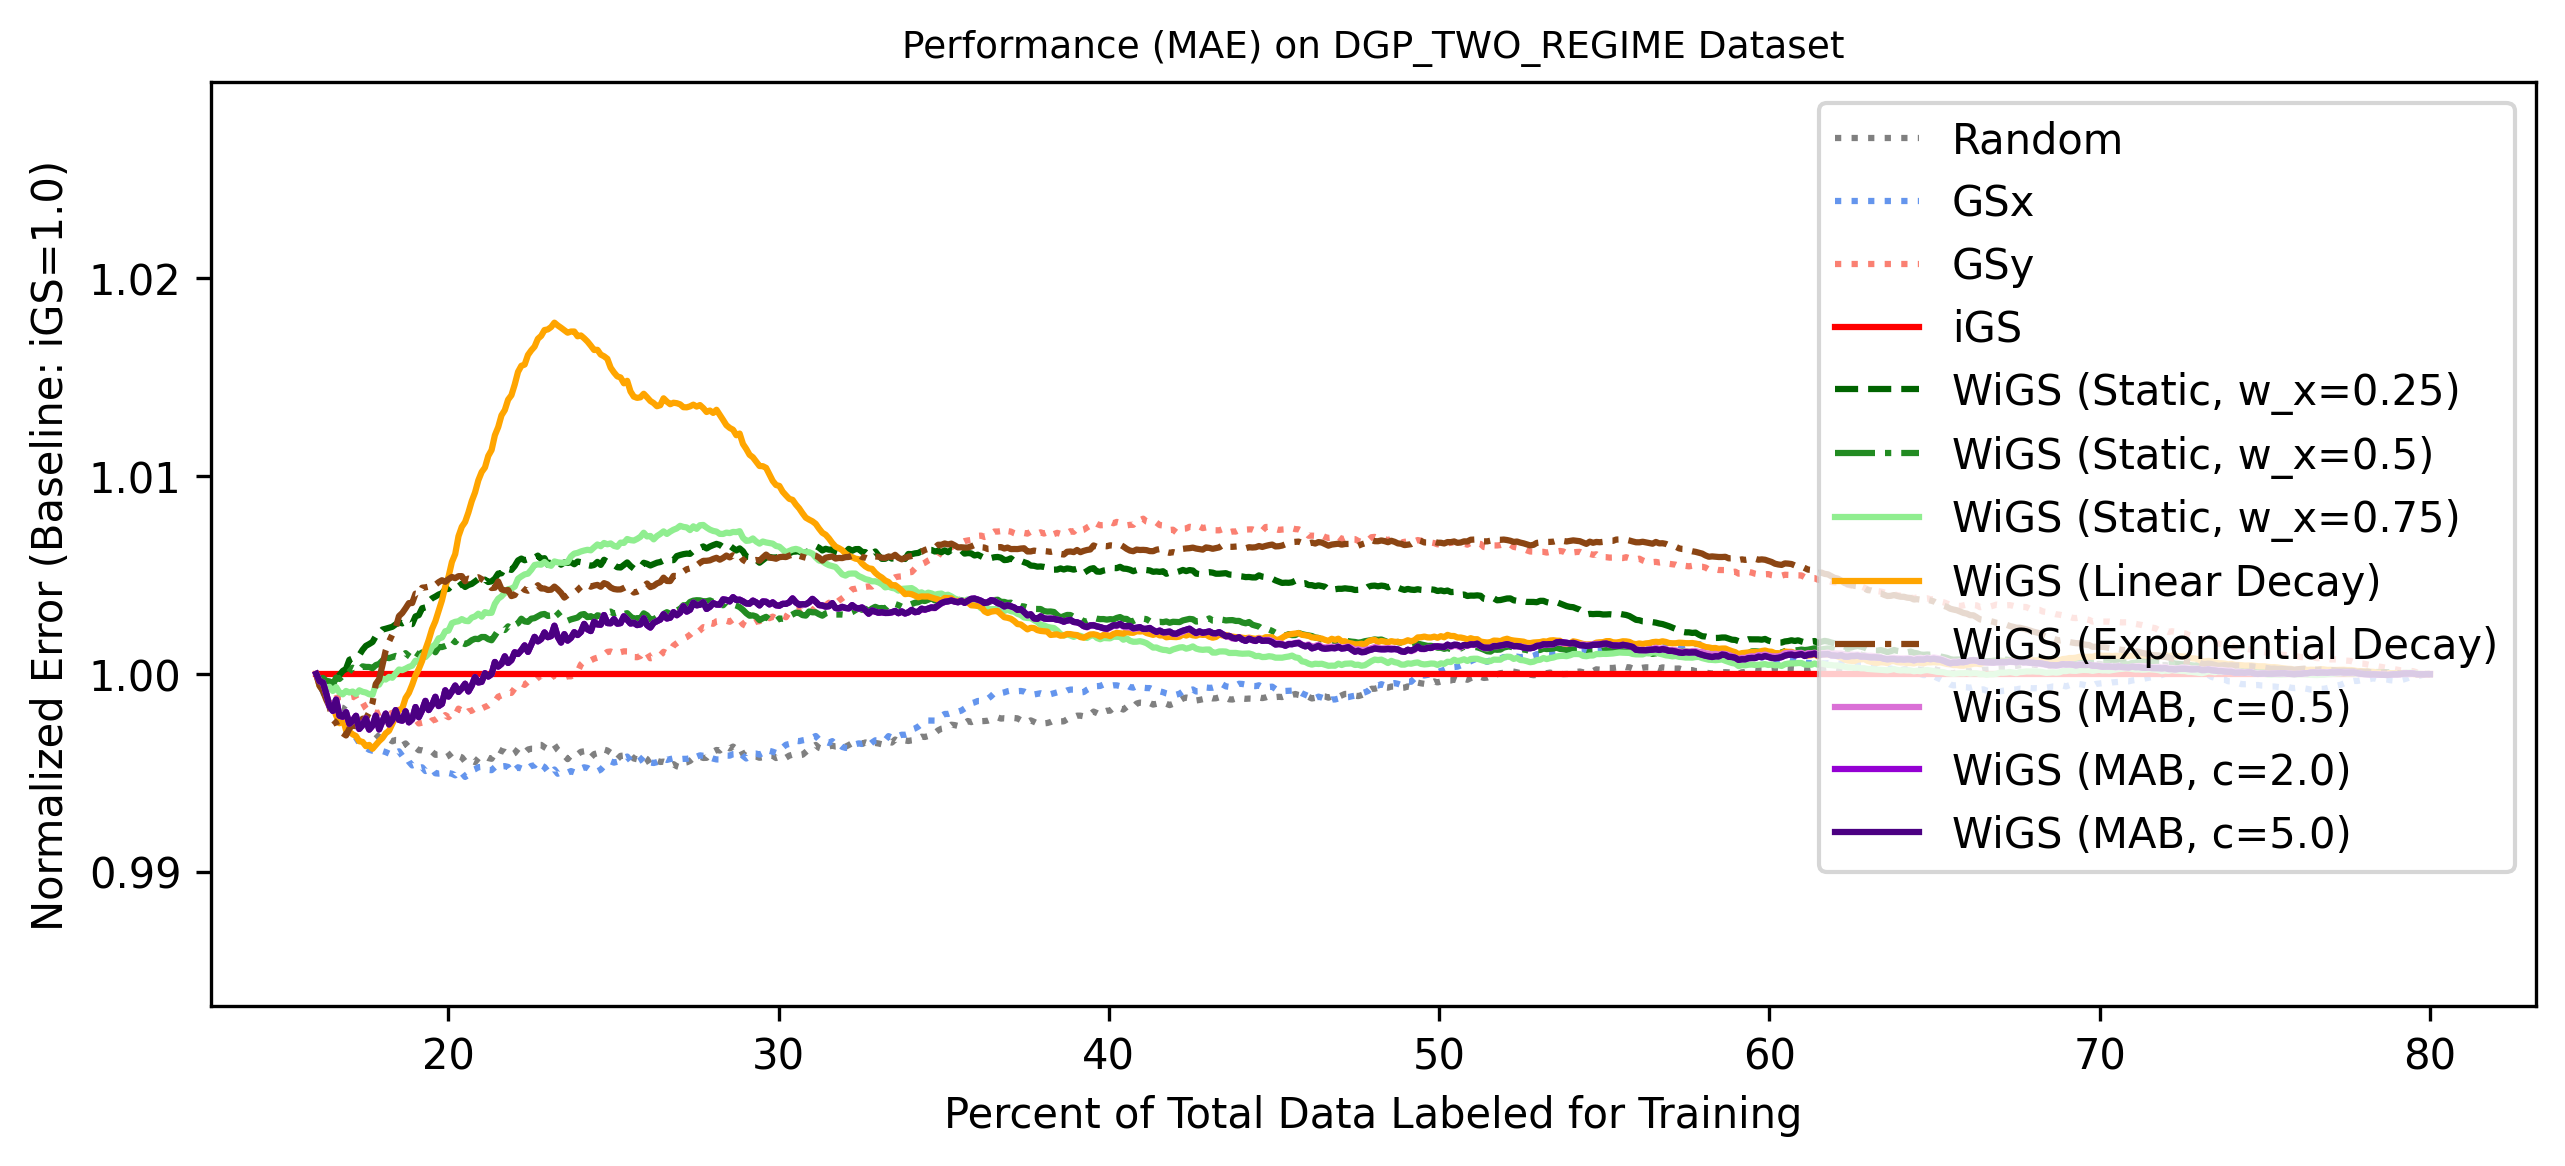 Performance (MAE) on DGP_TWO_REGIME Dataset
Normalized Error (Baseline: iGS=1.0)
1.02
1.01
1.00
0.99
Random
GSx
GSy
iGS
WiGS (Static, w_x=0.25)
WiGS (Static, w_x=0.5)
WiGS (Static, w_x=0.75)
WiGS (Linear Decay)
WiGS (Exponential Decay)
WiGS (MAB, c=0.5)
WiGS (MAB, c=2.0)
WiGS (MAB, c=5.0)
20 30 40 50 60 70 80
Percent of Total Data Labeled for Training